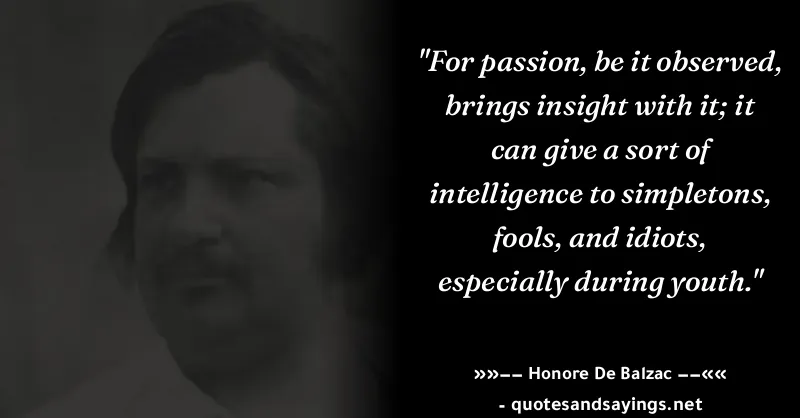 "For passion, be it observed,
brings insight with it; it
can give a sort of
intelligence to simpletons,
fools, and idiots,
especially during youth."
»»–– Honore De Balzac ––««
- quotesandsayings.net